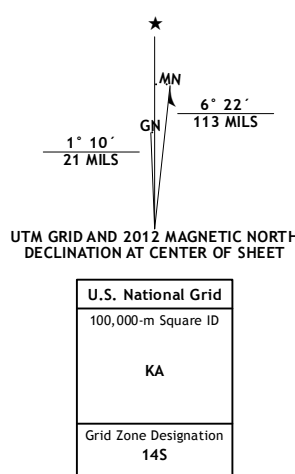 ★
MN
GN
6° 22´
113 MILS
1° 10´
21 MILS
UTM GRID AND 2012 MAGNETIC NORTH
DECLINATION AT CENTER OF SHEET
U.S. National Grid
100,000-m Square ID
KA
Grid Zone Designation
14S